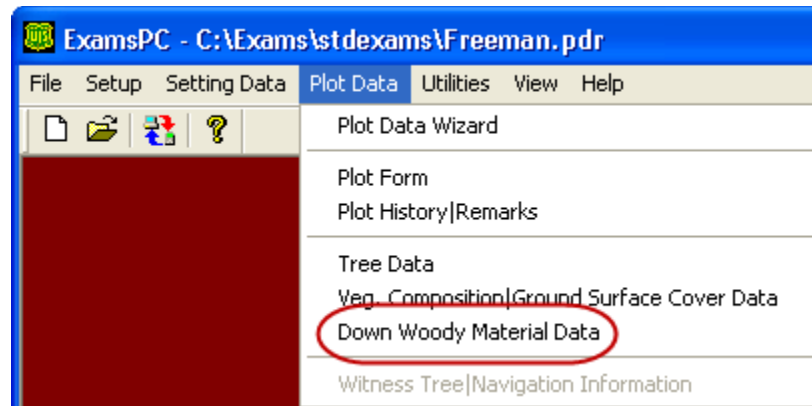 ExamsPC - C:\Exams\stdexams\Freeman.pdr
File Setup Setting Data Plot Data Utilities View Help
Plot Data Wizard
Plot Form
Plot History|Remarks
Tree Data
Veg. Composition|Ground Surface Cover Data
Down Woody Material Data
Witness Tree|Navigation Information